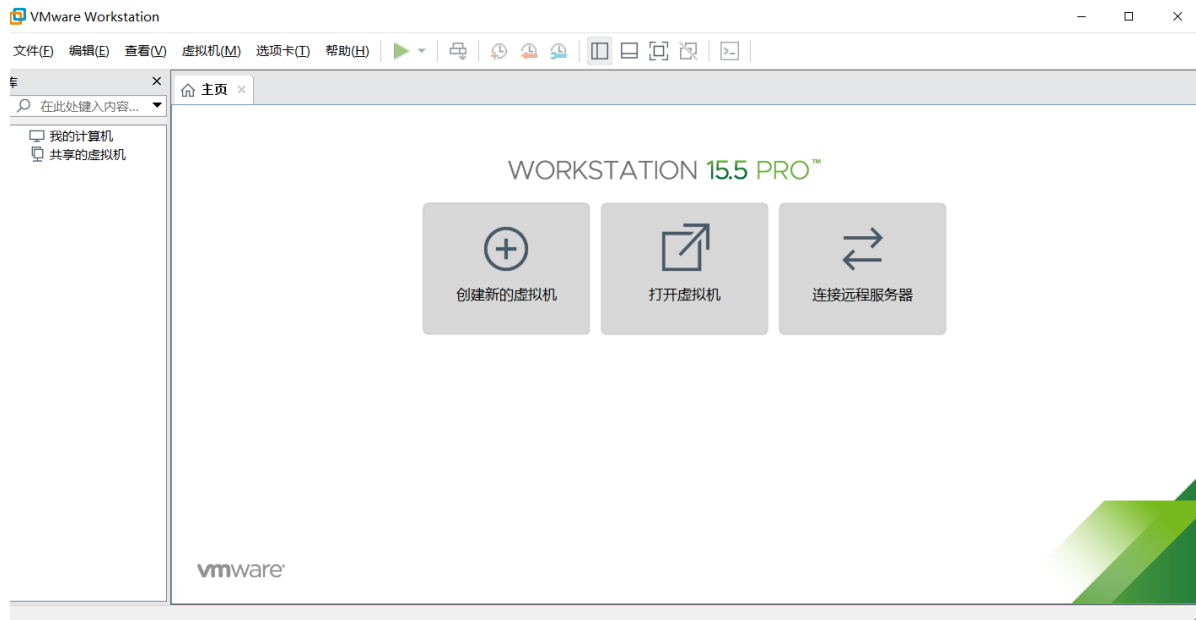 VMware Workstation
文件(F) 编辑(E) 查看(V) 虚拟机(M) 选项卡(T) 帮助(H)
库
主页
在此处键入内容...
我的计算机
共享的虚拟机
WORKSTATION 15.5 PRO™
创建新的虚拟机 打开虚拟机 连接远程服务器
vmware